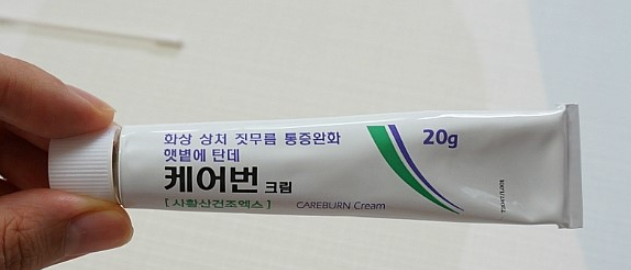 화상 상처 짓무름 통증완화
햇볕에 탄데
20g
케어번 크림
[사황산건조엑스]
CAREBURN Cream